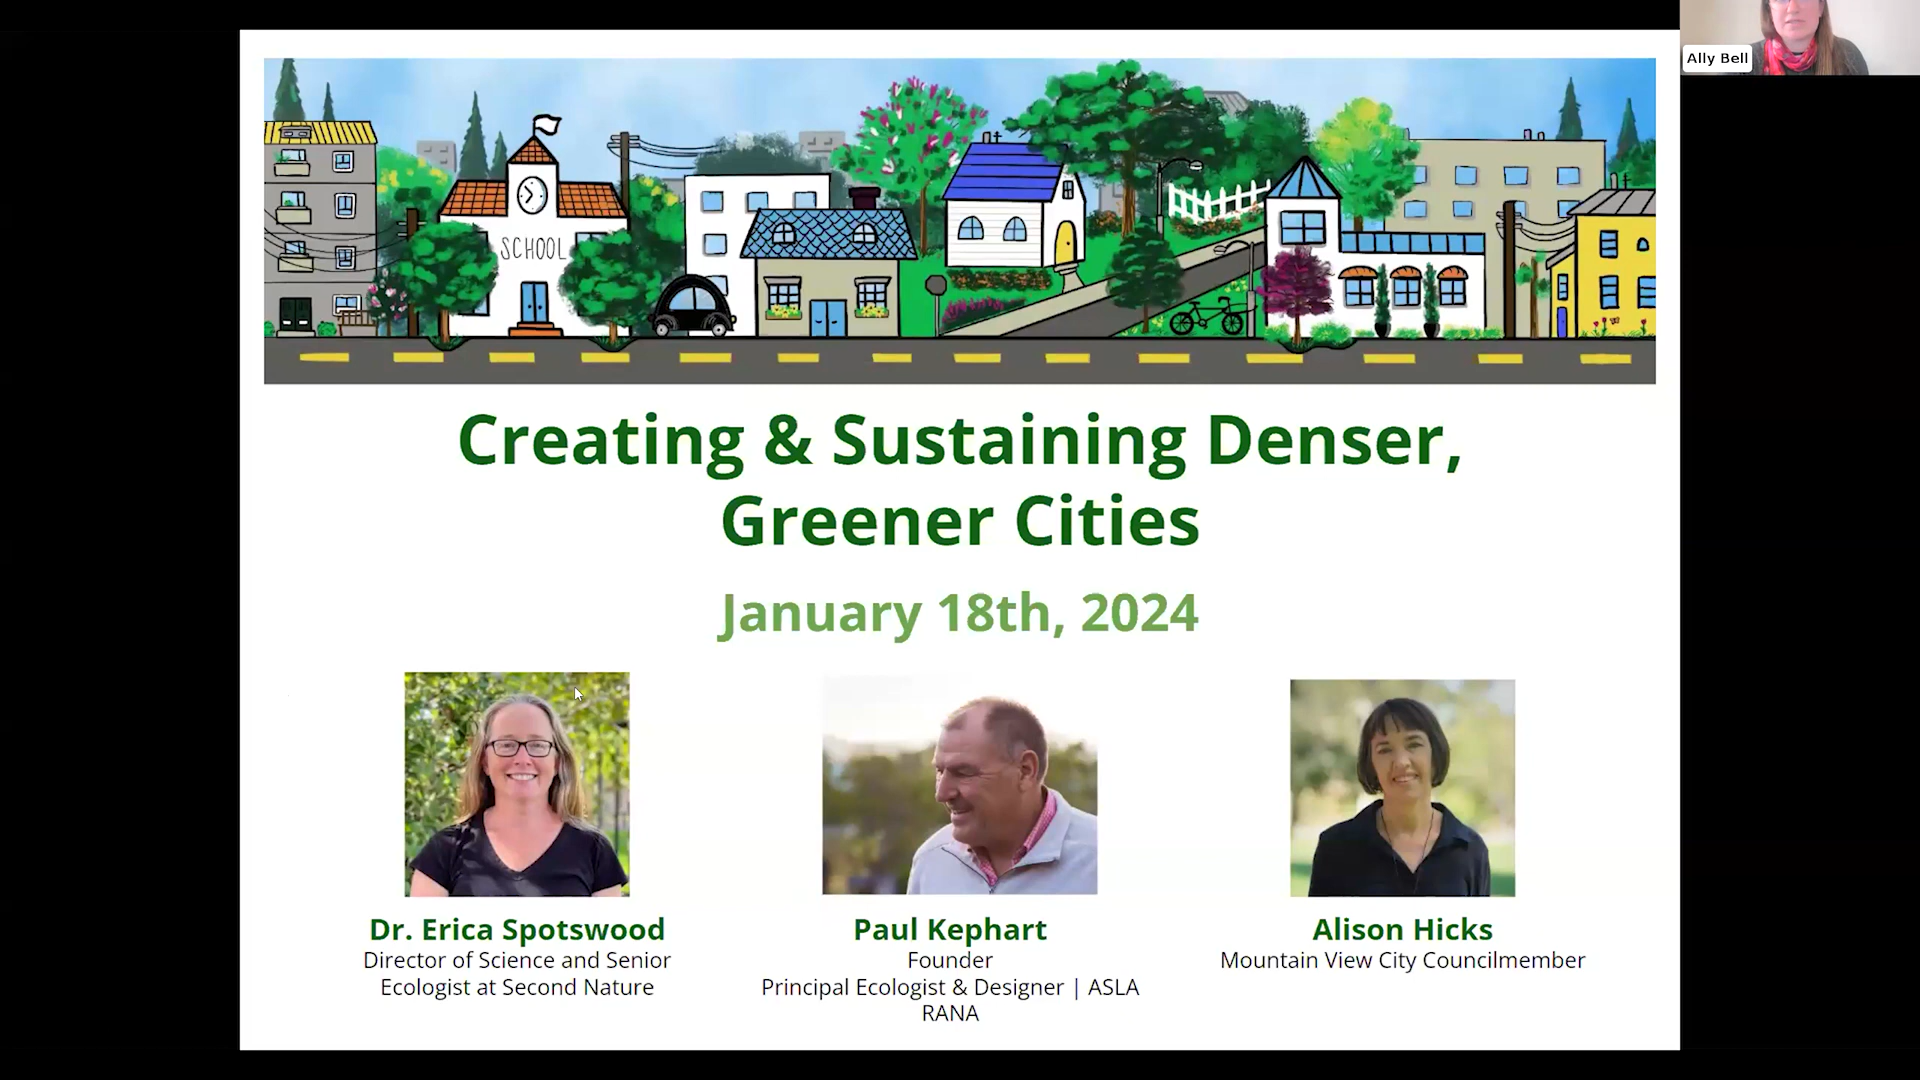 Ally Bell
SCHOOL
Creating & Sustaining Denser,
Greener Cities
January 18th, 2024
Dr. Erica Spotswood
Director of Science and Senior
Ecologist at Second Nature
Paul Kephart
Founder
Principal Ecologist & Designer | ASLA
RANA
Alison Hicks
Mountain View City Councilmember